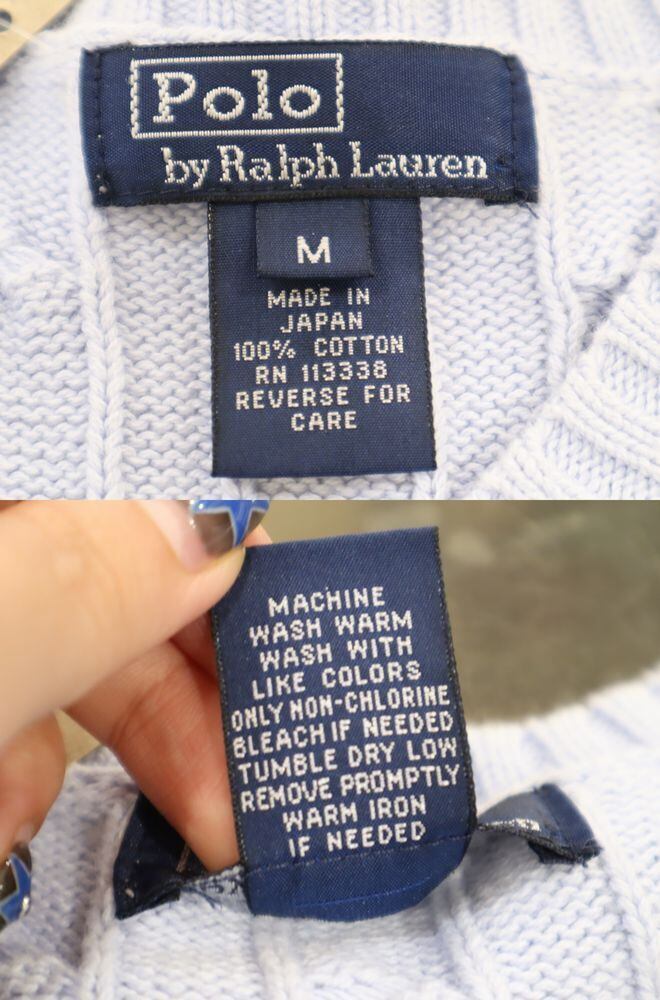 Polo
by Ralph Lauren
M
MADE IN
JAPAN
100% COTTON
RN 113338
REVERSE FOR
CARE
MACHINE
WASH WARM
WASH WITH
LIKE COLORS
ONLY NON-CHLORINE
BLEACH IF NEEDED
TUMBLE DRY LOW
REMOVE PROMPTLY
WARM IRON
IF NEEDED